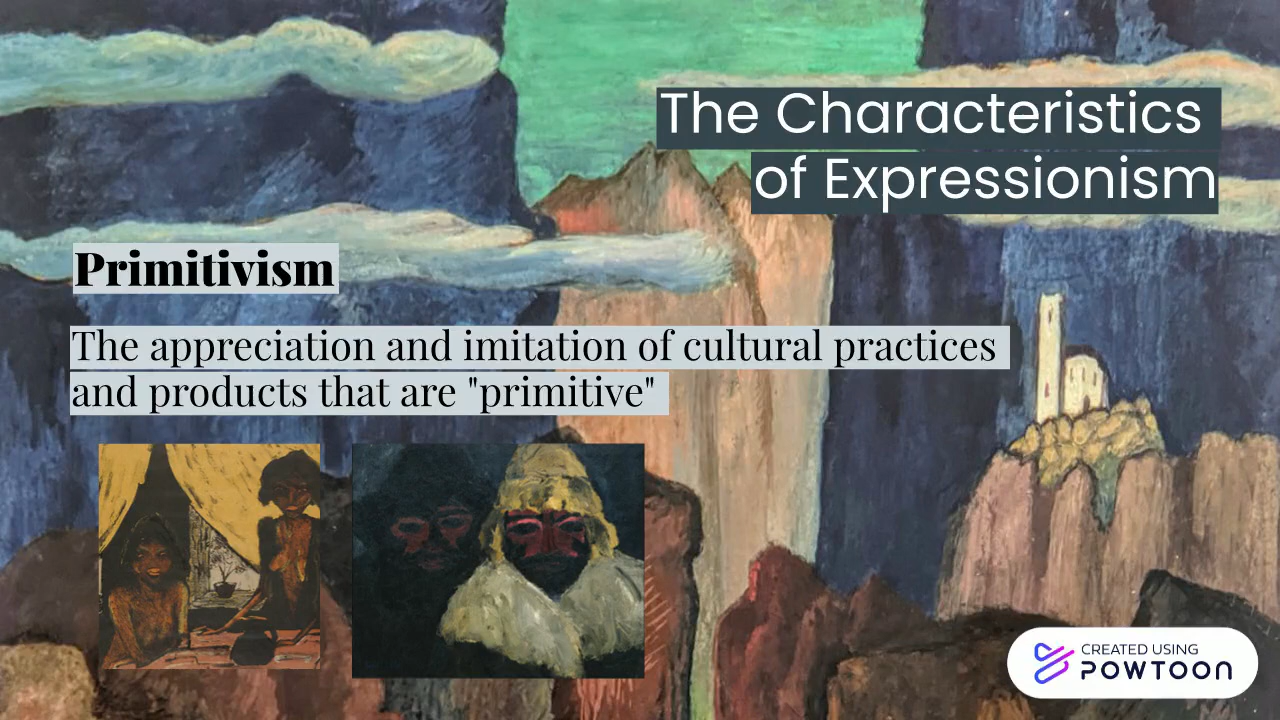 The Characteristics
of Expressionism
Primitivism
The appreciation and imitation of cultural practices
and products that are "primitive"
CREATED USING
POWTOON